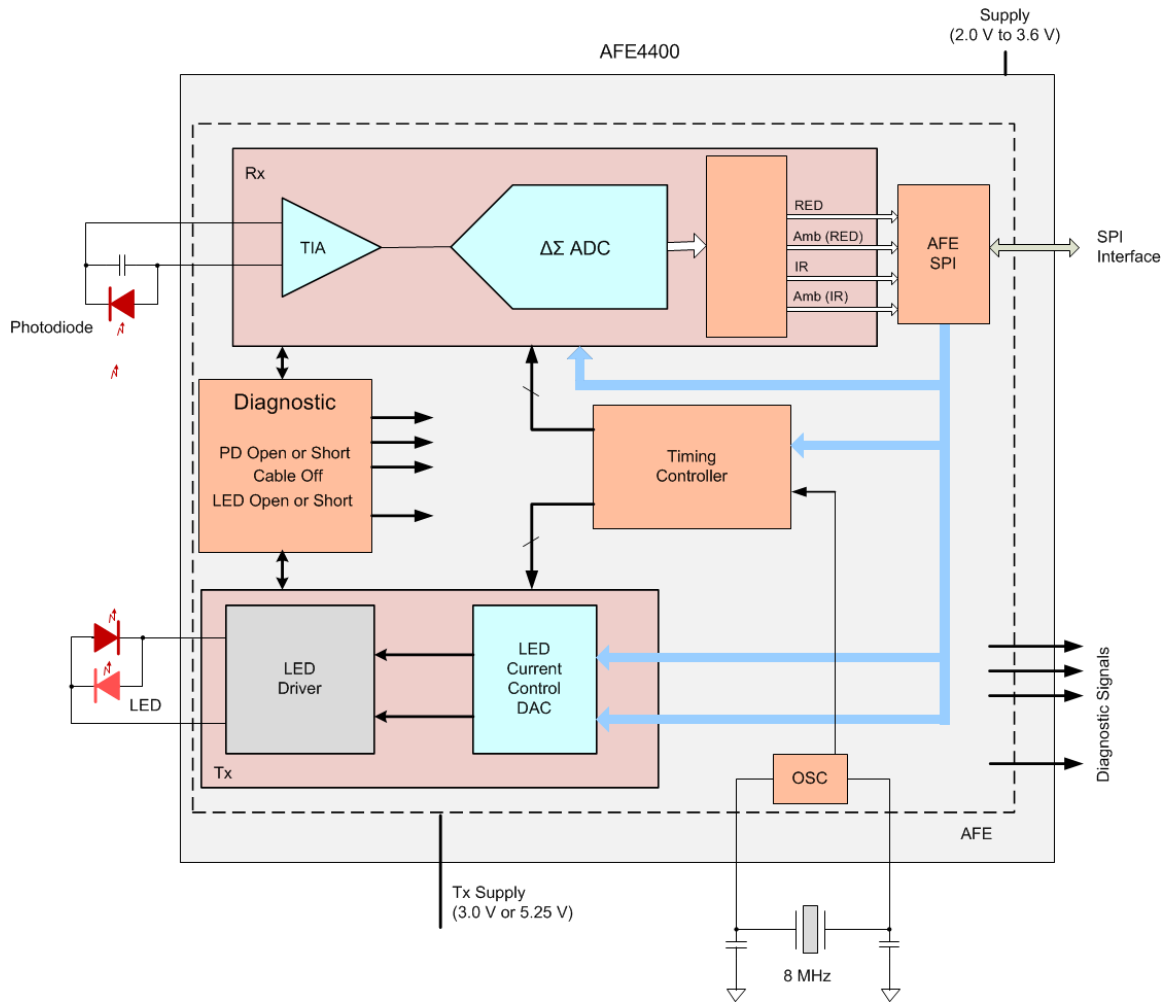 Supply
(2.0 V to 3.6 V)
AFE4400
Rx
TIA
ΔΣ ADC
RED
Amb (RED)
IR
Amb (IR)
AFE
SPI
SPI
Interface
Photodiode
Diagnostic
PD Open or Short
Cable Off
LED Open or Short
Timing
Controller
LED
Driver
LED
Current
Control
DAC
LED
Tx
Diagnostic Signals
OSC
AFE
Tx Supply
(3.0 V or 5.25 V)
8 MHz